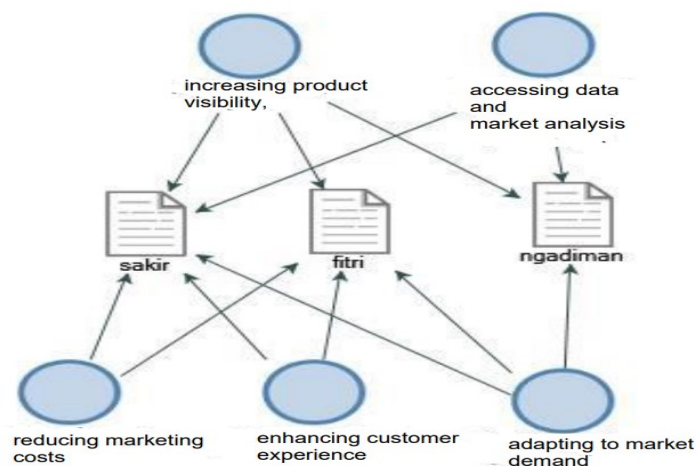 increasing product
visibility,
accessing data
and
market analysis
sakir
fitri
ngadiman
reducing marketing
costs
enhancing customer
experience
adapting to market
demand